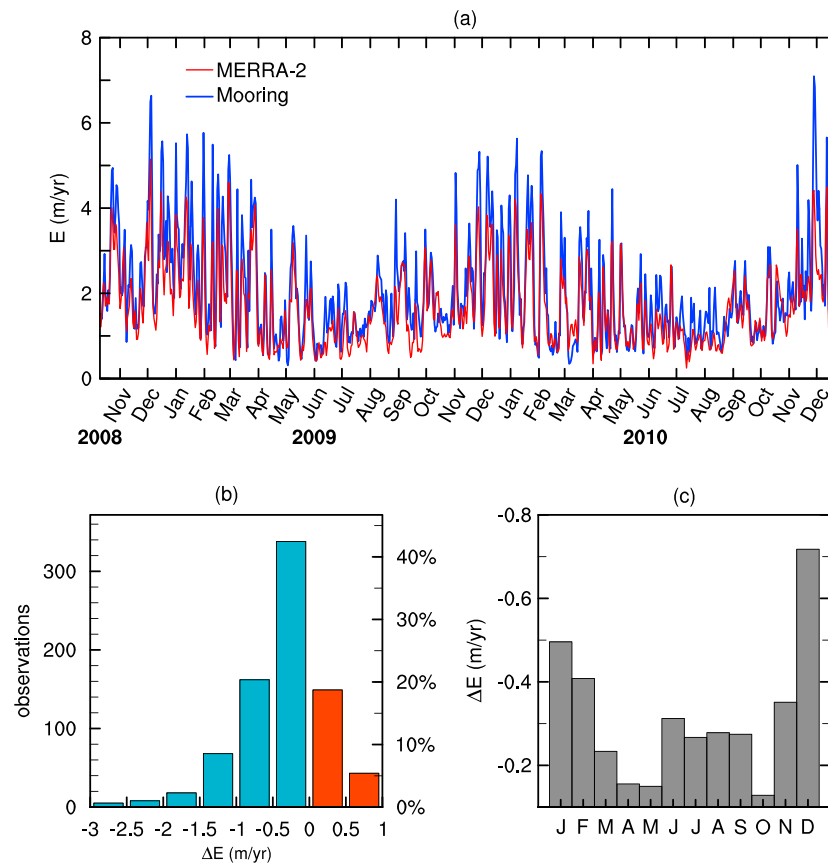 (a)
E (m/yr)
8
6
4
2
0
MERRA-2
Mooring
Nov Dec Jan Feb Mar Apr May Jun Jul Aug Sep Oct Nov Dec Jan Feb Mar Apr May Jun Jul Aug Sep Oct Nov Dec
2008 2009 2010
(b)
observations
300
200
100
0
40%
30%
20%
10%
0%
-3 -2.5 -2 -1.5 -1 -0.5 0 0.5 1
ΔE (m/yr)
(c)
ΔE (m/yr)
-0.8
-0.6
-0.4
-0.2
J F M A M J J A S O N D